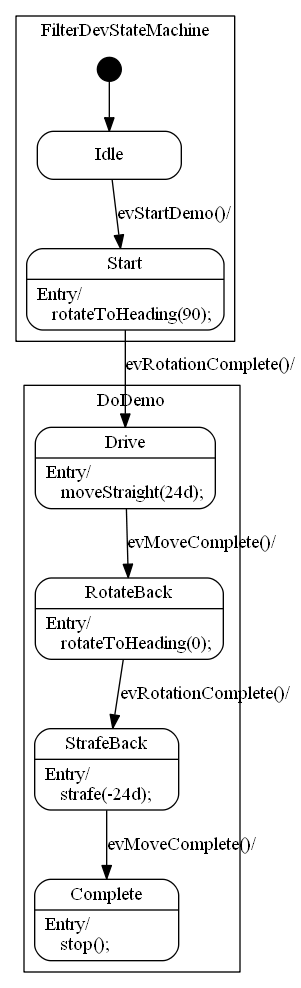 FilterDevStateMachine
Idle
evStartDemo()/
Start
Entry/
rotateToHeading(90);
evRotationComplete()/
DoDemo
Drive
Entry/
moveStraight(24d);
evMoveComplete()/
RotateBack
Entry/
rotateToHeading(0);
evRotationComplete()/
StrafeBack
Entry/
strafe(-24d);
evMoveComplete()/
Complete
Entry/
stop();